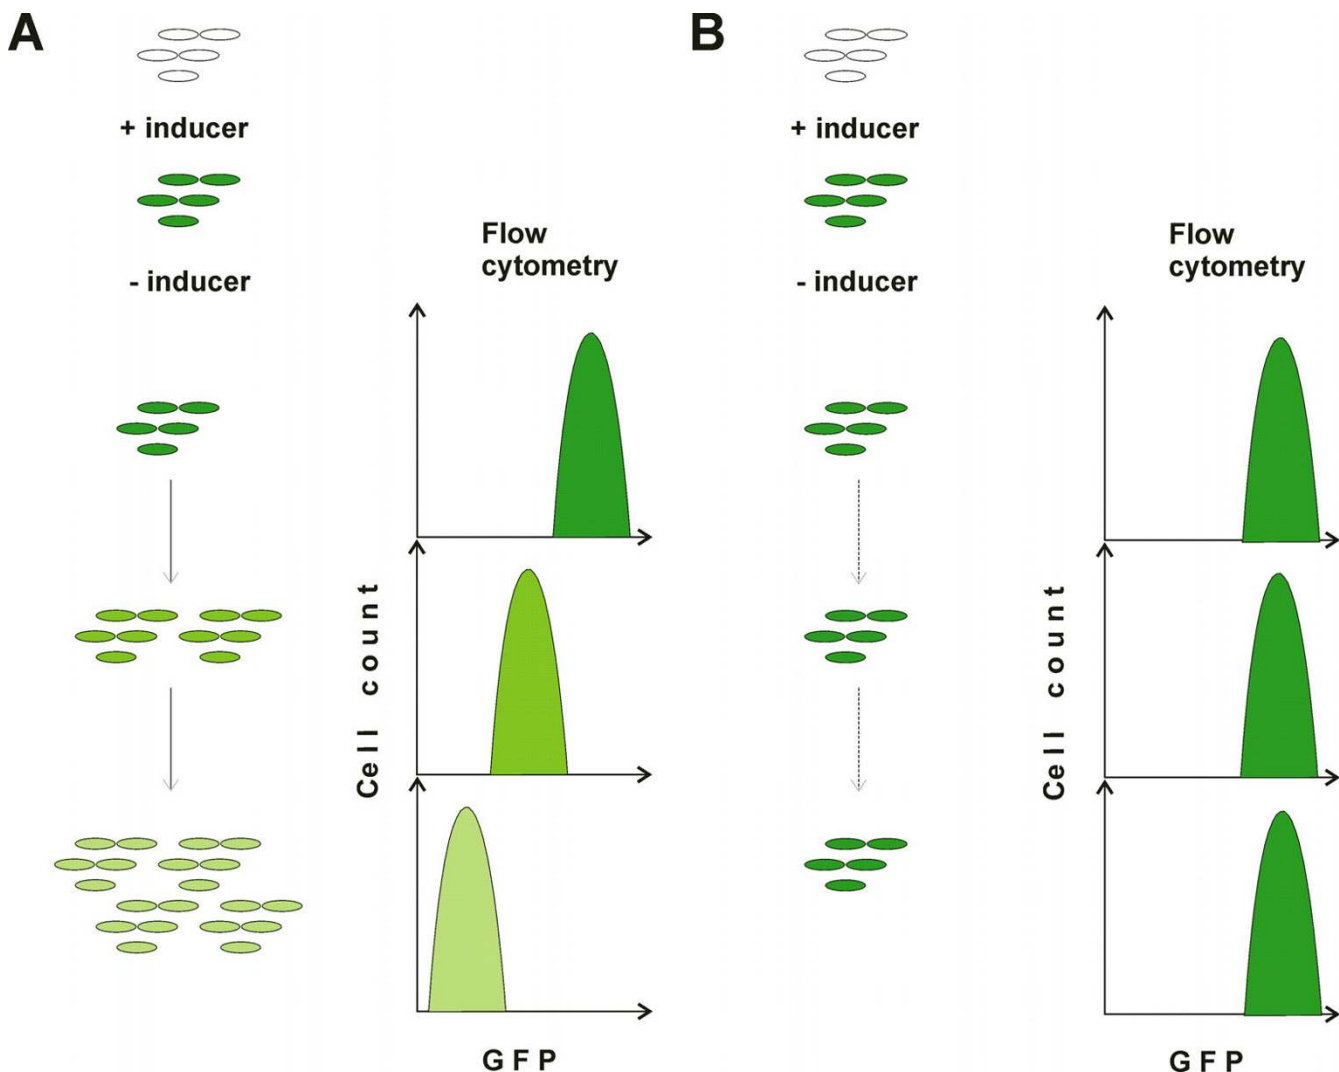 A
+ inducer
- inducer
Flow
cytometry
Cell count
GFP
B
+ inducer
- inducer
Flow
cytometry
Cell count
GFP